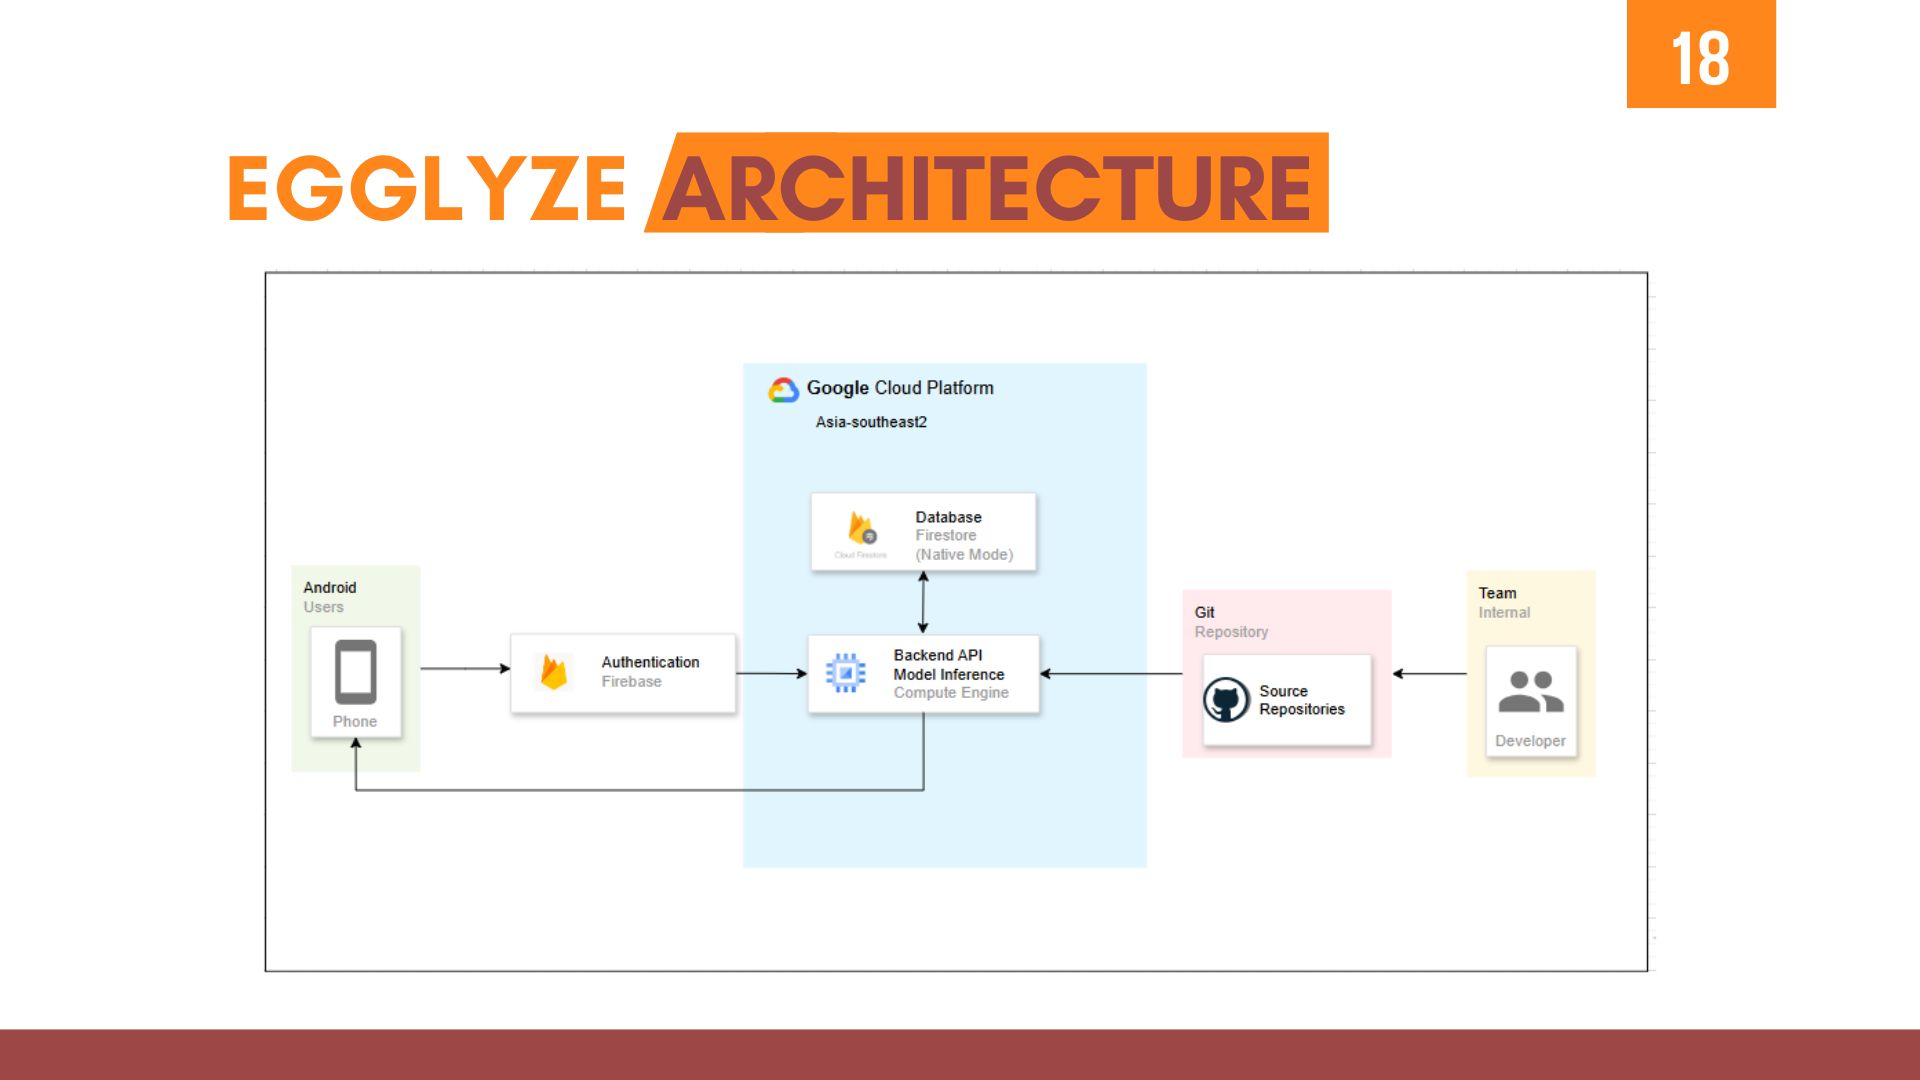 18
EGGLYZE ARCHITECTURE
Google Cloud Platform
Asia-southeast2
Database
Firestore
(Native Mode)
Cloud Firestore
Android
Users
Phone
Authentication
Firebase
Backend API
Model Inference
Compute Engine
Git
Repository
Source
Repositories
Team
Internal
Developer